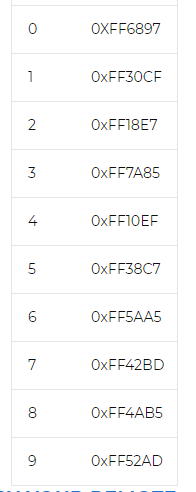 0 0XFF6897
1 0xFF30CF
2 0xFF18E7
3 0xFF7A85
4 0xFF10EF
5 0xFF38C7
6 0xFF5AA5
7 0xFF42BD
8 0xFF4AB5
9 0xFF52AD